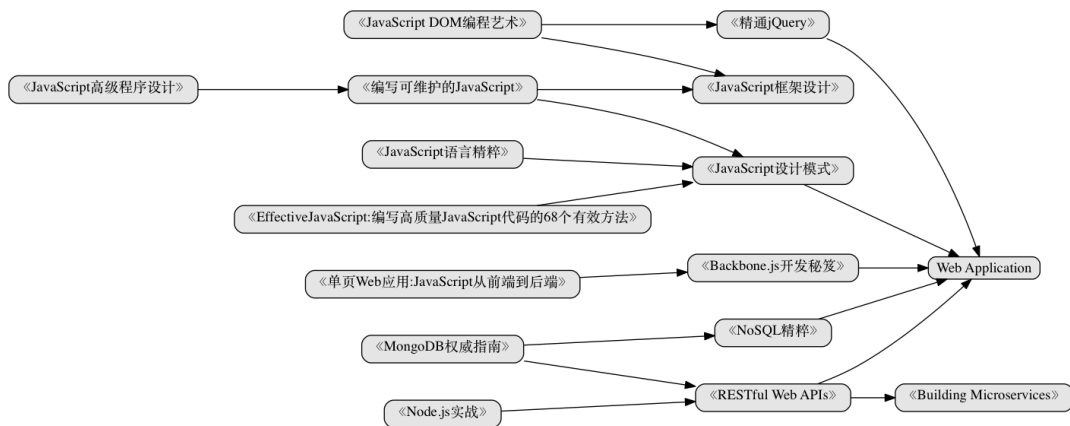 《JavaScript DOM编程艺术》
《精通jQuery》
《JavaScript高级程序设计》
《编写可维护的JavaScript》
《JavaScript框架设计》
《JavaScript语言精粹》
《JavaScript设计模式》
《EffectiveJavaScript:编写高质量JavaScript代码的68个有效方法》
《单页Web应用:JavaScript从前端到后端》
《Backbone.js开发秘笈》
Web Application
《MongoDB权威指南》
《NoSQL精粹》
《Node.js实战》
《RESTful Web APIs》
《Building Microservices》